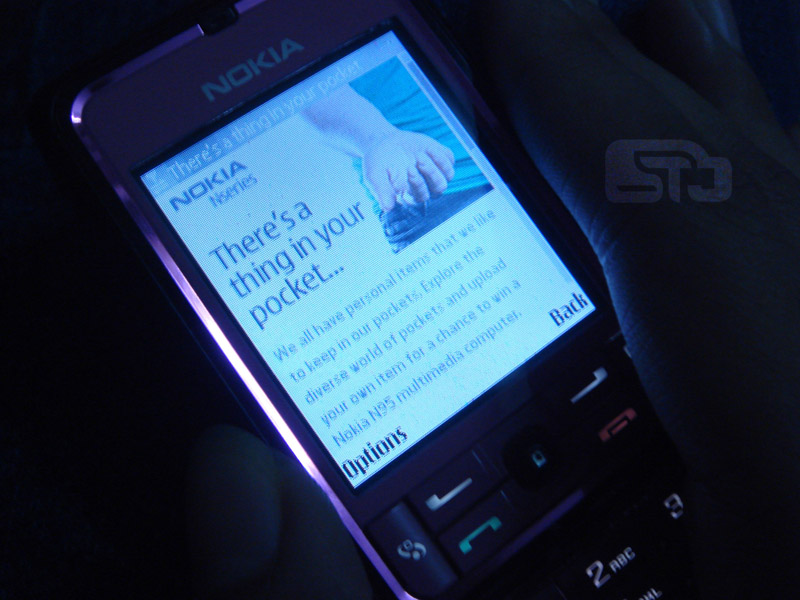 NOKIA
There's a thing in your pocket
NOKIA
Nseries
There's a
thing in your
pocket...
We all have personal items that we like
to keep in our pockets. Explore the
diverse world of pockets and upload
your own item for a chance to win a
Nokia N95 multimedia computer.
Options
Back
2 ABC
3
STJ